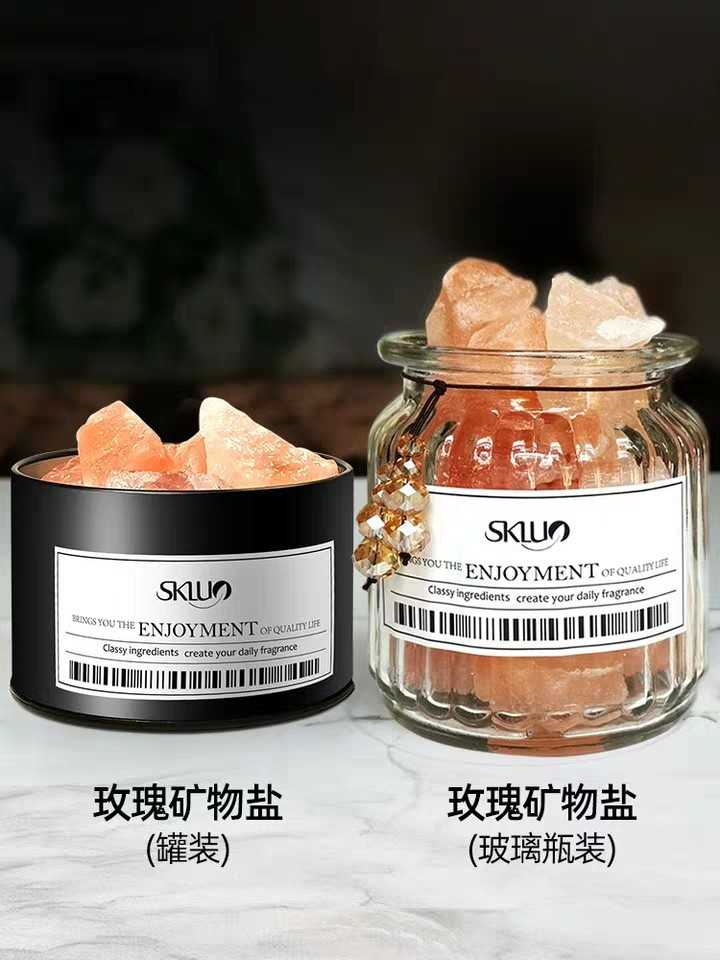 SKLUO
BRINGS YOU THE ENJOYMENT OF QUALITY LIFE
Classy ingredients create your daily fragrance
SKLUO
BRINGS YOU THE ENJOYMENT OF QUALITY LIFE
Classy ingredients create your daily fragrance
玫瑰矿物盐
(罐装)
玫瑰矿物盐
(玻璃瓶装)